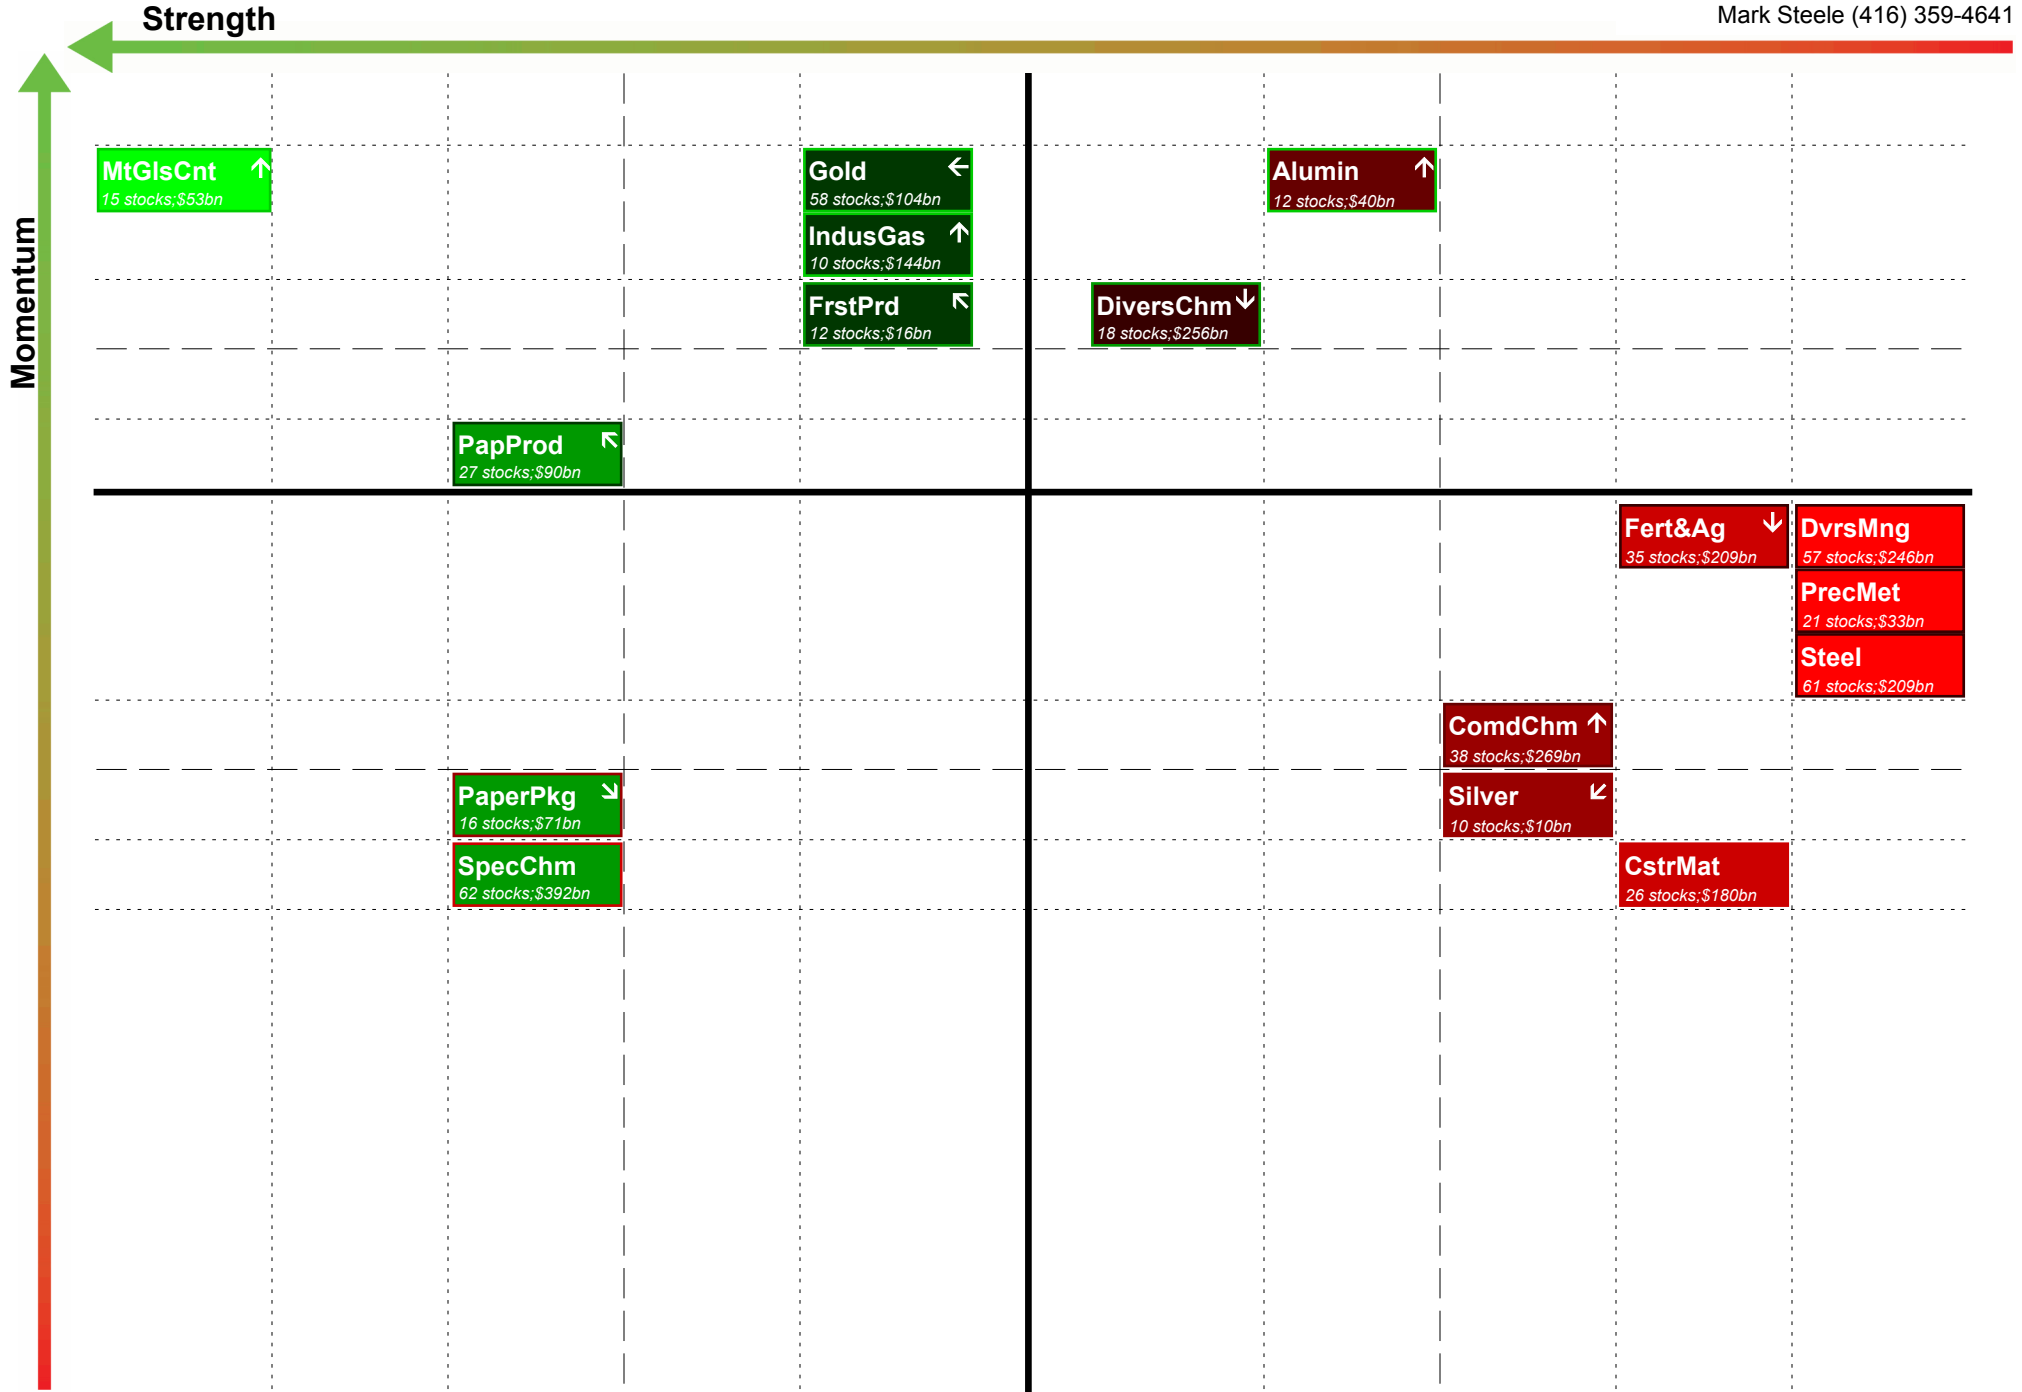 Strength
Mark Steele (416) 359-4641
Momentum
MtGlsCnt
15 stocks;$53bn
Gold
58 stocks;$104bn
Alumin
12 stocks;$40bn
IndusGas
10 stocks;$144bn
FrstPrd
12 stocks;$16bn
DiversChm
18 stocks;$256bn
PapProd
27 stocks;$90bn
Fert&Ag
35 stocks;$209bn
DvrsMng
57 stocks;$246bn
PrecMet
21 stocks;$33bn
Steel
61 stocks;$209bn
ComdChm
38 stocks;$269bn
PaperPkg
16 stocks;$71bn
Silver
10 stocks;$10bn
SpecChm
62 stocks;$392bn
CstrMat
26 stocks;$180bn